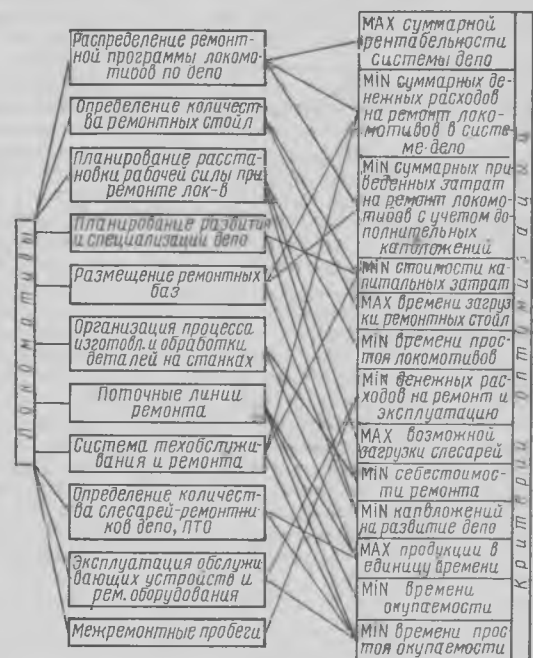 Локомотивы
Распределение ремонт-
ной программы локомо-
тивов по депо
Определение количест-
ва ремонтных стойл
Планирование расста-
новки рабочей силы при
ремонте лок-в
Планирование развития
и специализации депо
Размещение ремонтных
баз
Организация процесса
изготовл. и обработки
деталей на станках
Поточные линии
ремонта
Система техобслужи-
вания и ремонта
Определение количест-
ва слесарей-ремонтни-
ков депо, ПТО
Эксплуатация обслужи-
вающих устройств и
рем. оборудования
Межремонтные пробеги
MAX суммарной
рентабельности
системы депо
MiN суммарных де-
нежных расходов
на ремонт локо-
мотивов в систе-
ме депо
MiN суммарных при
веденных затрат
на ремонт локомо-
тивов с учетом до-
полнительных
капложений
MiN стоимости ка-
питальных затрат
MAX времени загруз
ки ремонтных стойл
MiN времени прос-
тоя локомотивов
MiN денежных рас-
ходов на ремонт и
эксплуатацию
MAX возможной
загрузки слесарей
MiN себестоимос-
ти ремонта
MiN капвложений
на развитие депо
MAX продукции в
единицу времени
MiN времени
окупаемости
MiN времени прос-
тоя окупаемости
Критерии оптимизации